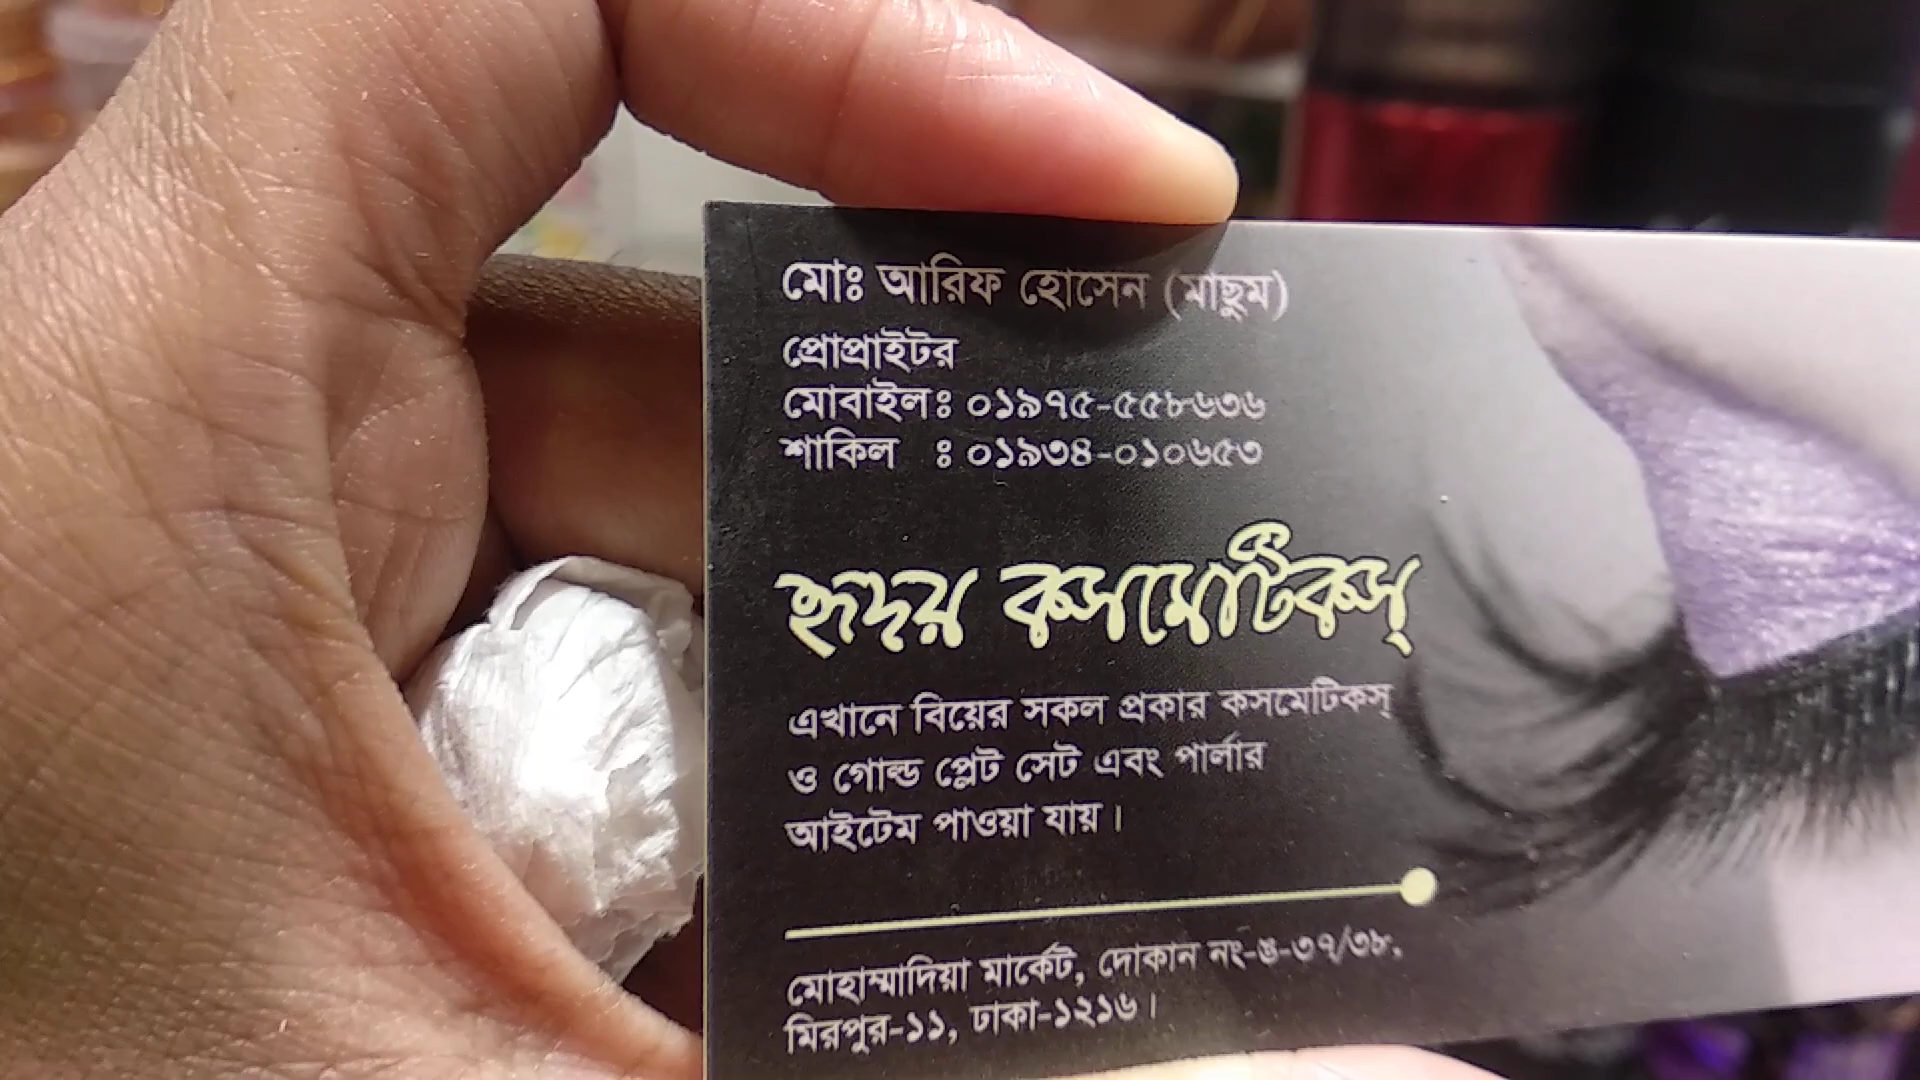 মোঃ আরিফ হোসেন (মাছুম)
প্রোপ্রাইটর
মোবাইলঃ ০১৯৭৫-৫৫৮৬৩৬
শাকিল ঃ ০১৯৩৪-০১০৬৫৩
হৃদয় কসমেটিকস্
এখানে বিয়ের সকল প্রকার কসমেটিকস্
ও গোল্ড প্লেট সেট এবং পার্লার
আইটেম পাওয়া যায়।
মোহাম্মাদিয়া মার্কেট, দোকান নং-ঙ-৩৭/৩৮,
মিরপুর-১১, ঢাকা-১২১৬।